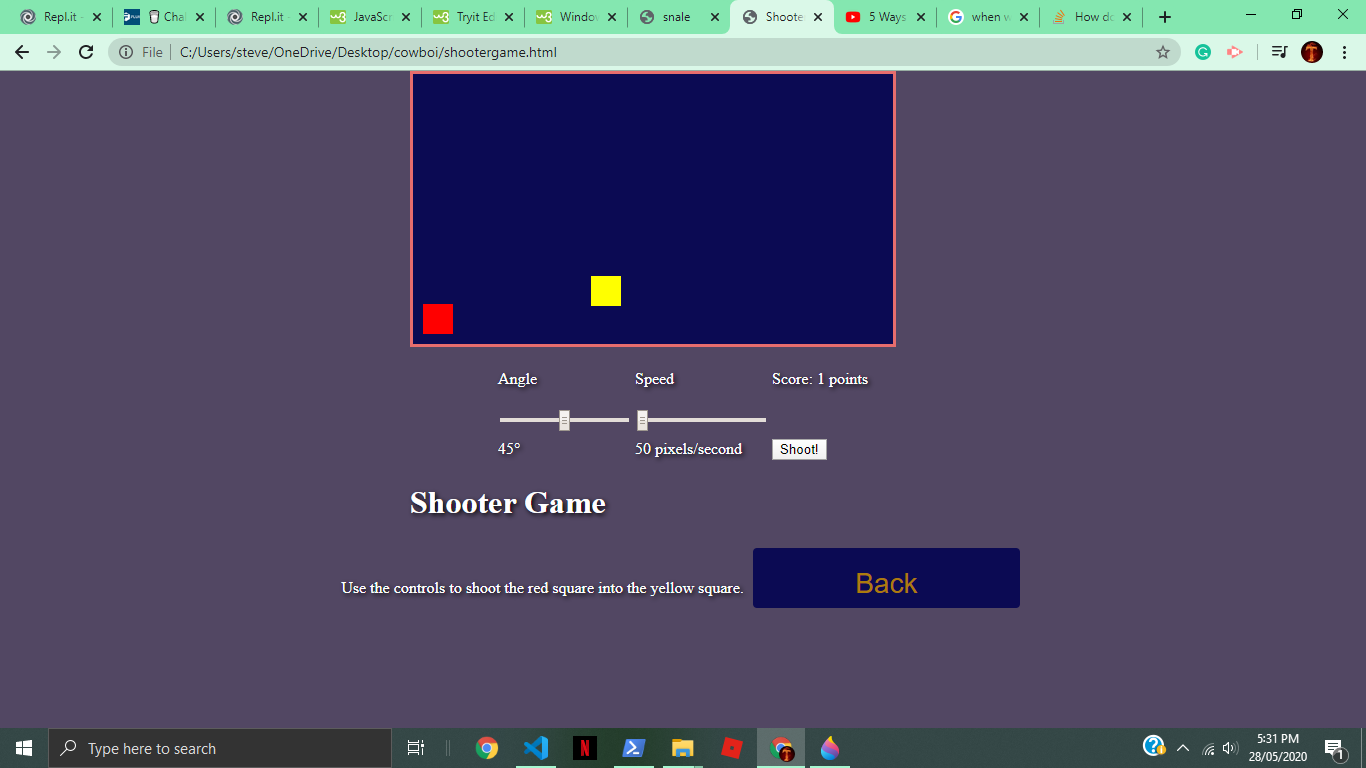 Repl.it - Chal Repl.it - JavaScr Tryit Ed Window snale Shoote 5 Ways when w How do
File C:/Users/steve/OneDrive/Desktop/cowboi/shootergame.html
Angle Speed Score: 1 points
45° 50 pixels/second Shoot!
Shooter Game
Use the controls to shoot the red square into the yellow square. Back
Type here to search
5:31 PM
28/05/2020
1